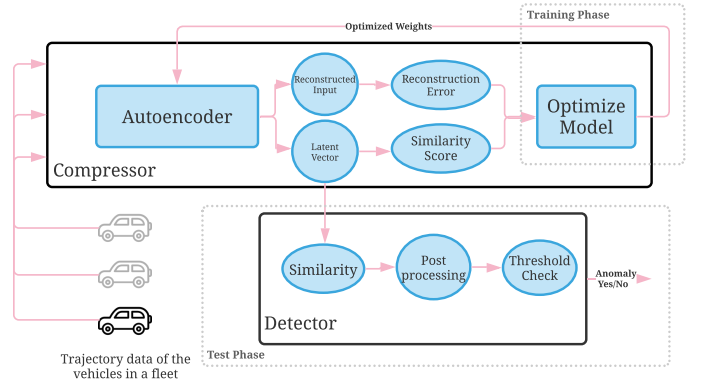 Optimized Weights
Training Phase
Reconstructed
Input
Reconstruction
Error
Autoencoder
Optimize
Model
Latent
Vector
Similarity
Score
Compressor
Similarity
Post
processing
Threshold
Check
Anomaly
Yes/No
Detector
Test Phase
Trajectory data of the
vehicles in a fleet